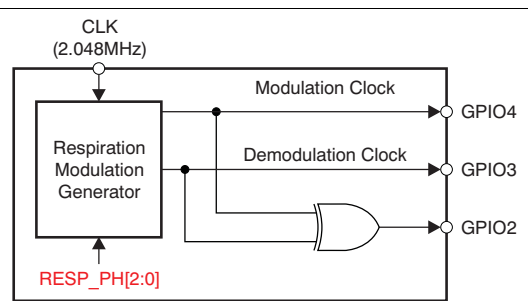 CLK
(2.048MHz)
Modulation Clock
GPIO4
Respiration
Modulation
Generator
Demodulation Clock
GPIO3
GPIO2
RESP_PH[2:0]